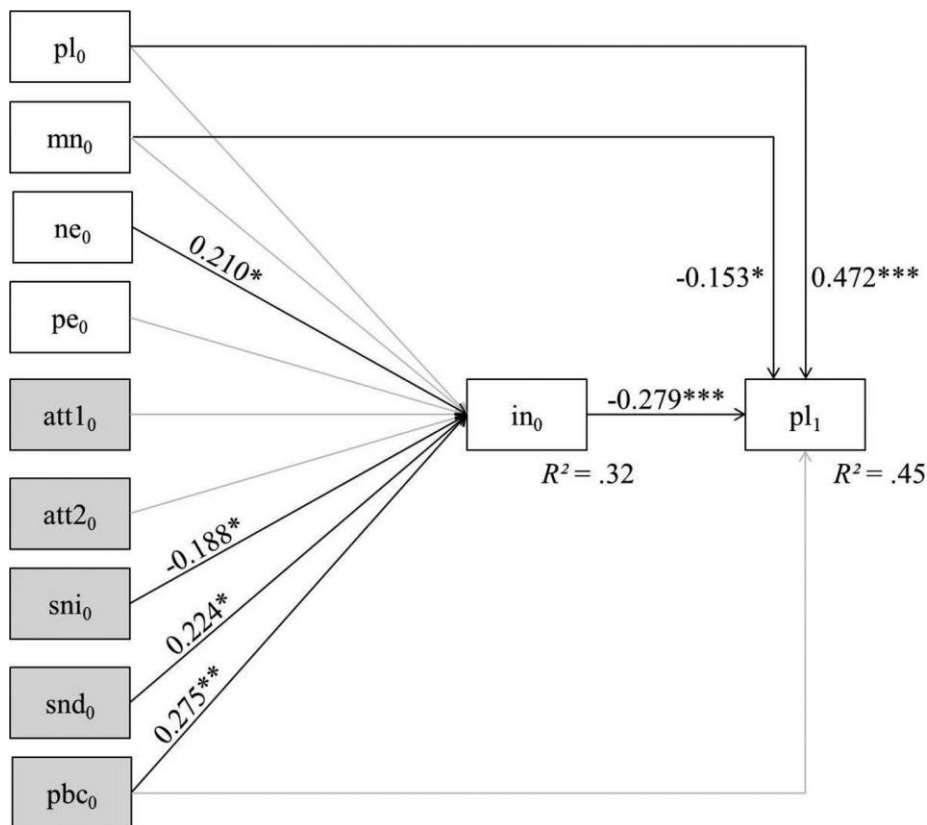 pl₀
mn₀
ne₀
0.210*
pe₀
-0.153*
0.472***
att1₀
in₀
-0.279***
pl₁
R² = .32
R² = .45
att2₀
-0.188*
sni₀
0.224*
snd₀
0.275**
pbc₀